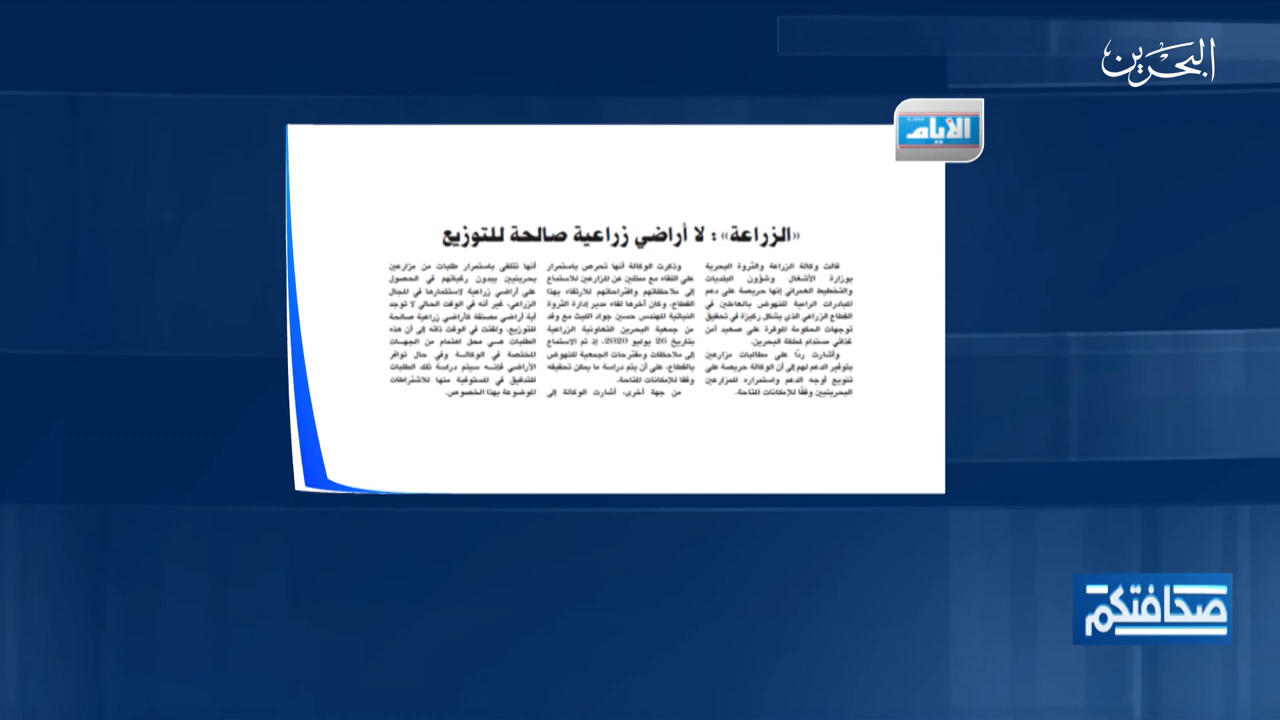 البحرين
الأيام
«الزراعة»: لا أراضي زراعية صالحة للتوزيع
قالت وكالة الزراعة والثروة البحرية
بوزارة الأشغال وشؤون البلديات
والتخطيط العمراني إنها حريصة على دعم
المبادرات الرامية للنهوض بالعاملين في
القطاع الزراعي الذي يشكل ركيزة في تحقيق
توجهات الحكومة الموقرة على صعيد أمن
غذائي مستدام لمملكة البحرين.
وأشارت ردًا على مطالبات مزارعين
بتوفير الدعم لهم إلى أن الوكالة حريصة على
تنويع أوجه الدعم واستمراره للمزارعين
البحرينيين وفقًا للإمكانات المتاحة.
وذكرت الوكالة أنها تحرص باستمرار
على اللقاء مع ممثلين عن المزارعين للاستماع
إلى ملاحظاتهم واقتراحاتهم للارتقاء بهذا
القطاع، وكان آخرها لقاء مدير إدارة الثروة
النباتية المهندس حسين جواد الليث مع وفد
من جمعية البحرين التعاونية الزراعية
بتاريخ 26 يوليو 2020، إذ تم الاستماع
إلى ملاحظات ومقترحات الجمعية للنهوض
بالقطاع، على أن يتم دراسة ما يمكن تحقيقه
وفقا للإمكانات المتاحة.
من جهة أخرى، أشارت الوكالة إلى
أنها تتلقى باستمرار طلبات من مزارعين
بحرينيين يبدون رغباتهم في الحصول
على أراضي زراعية لاستثمارها في المجال
الزراعي، غير أنه في الوقت الحالي لا توجد
أية أراضي مصنفة كأراضي زراعية صالحة
للتوزيع، ولفتت في الوقت ذاته إلى أن هذه
الطلبات هي محل اهتمام من الجهات
المختصة في الوكالة وفي حال توافر
الأراضي فإنه سيتم دراسة تلك الطلبات
للتدقيق في المستوفية منها للاشتراطات
الموضوعة بهذا الخصوص.
صحافتكم